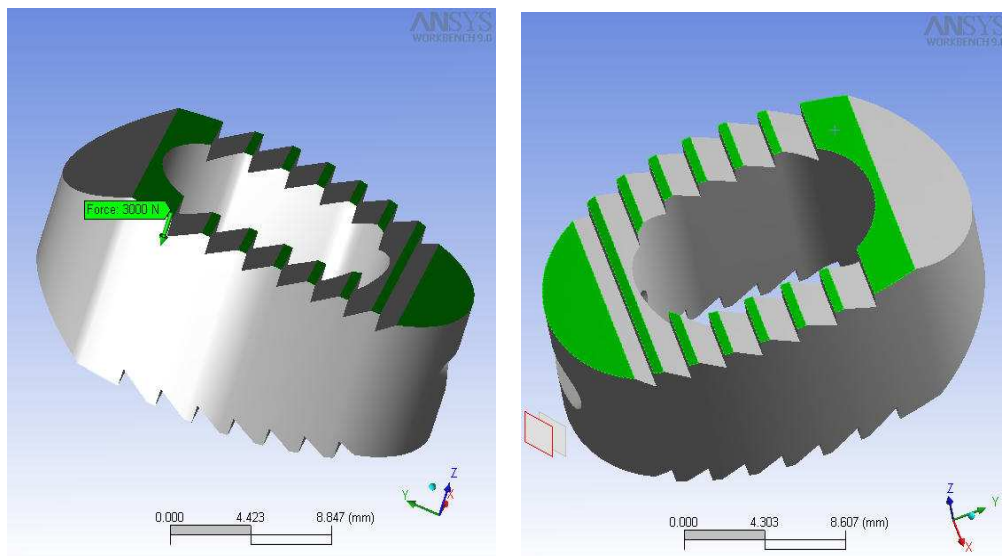 ANSYS
WORKBENCH 9.0
Force: 3000 N
Z
Y
X
0.000 4.423 8.847 (mm)
ANSYS
WORKBENCH 9.0
Z
Y
X
0.000 4.303 8.607 (mm)